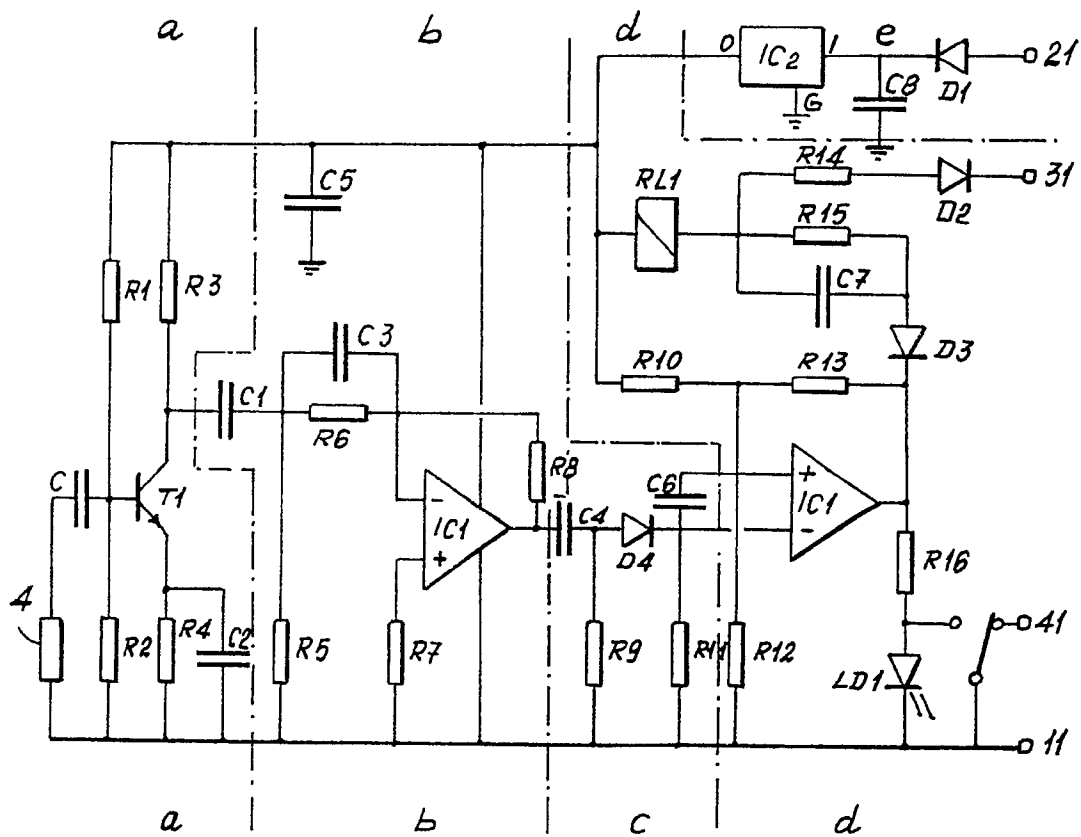 a b d e
O IC2 1 21
G C8 D1
R14 31
C5 RL1 D2
R15
R1 R3 C7
C3 D3
R10 R13
C1
R6
R8
C T1 C6 +
- IC1 C4 IC1
+ D4 -
R16
4
R2 R4 C2 R5 R7 R9 R11 R12 41
LD1
11
a b c d